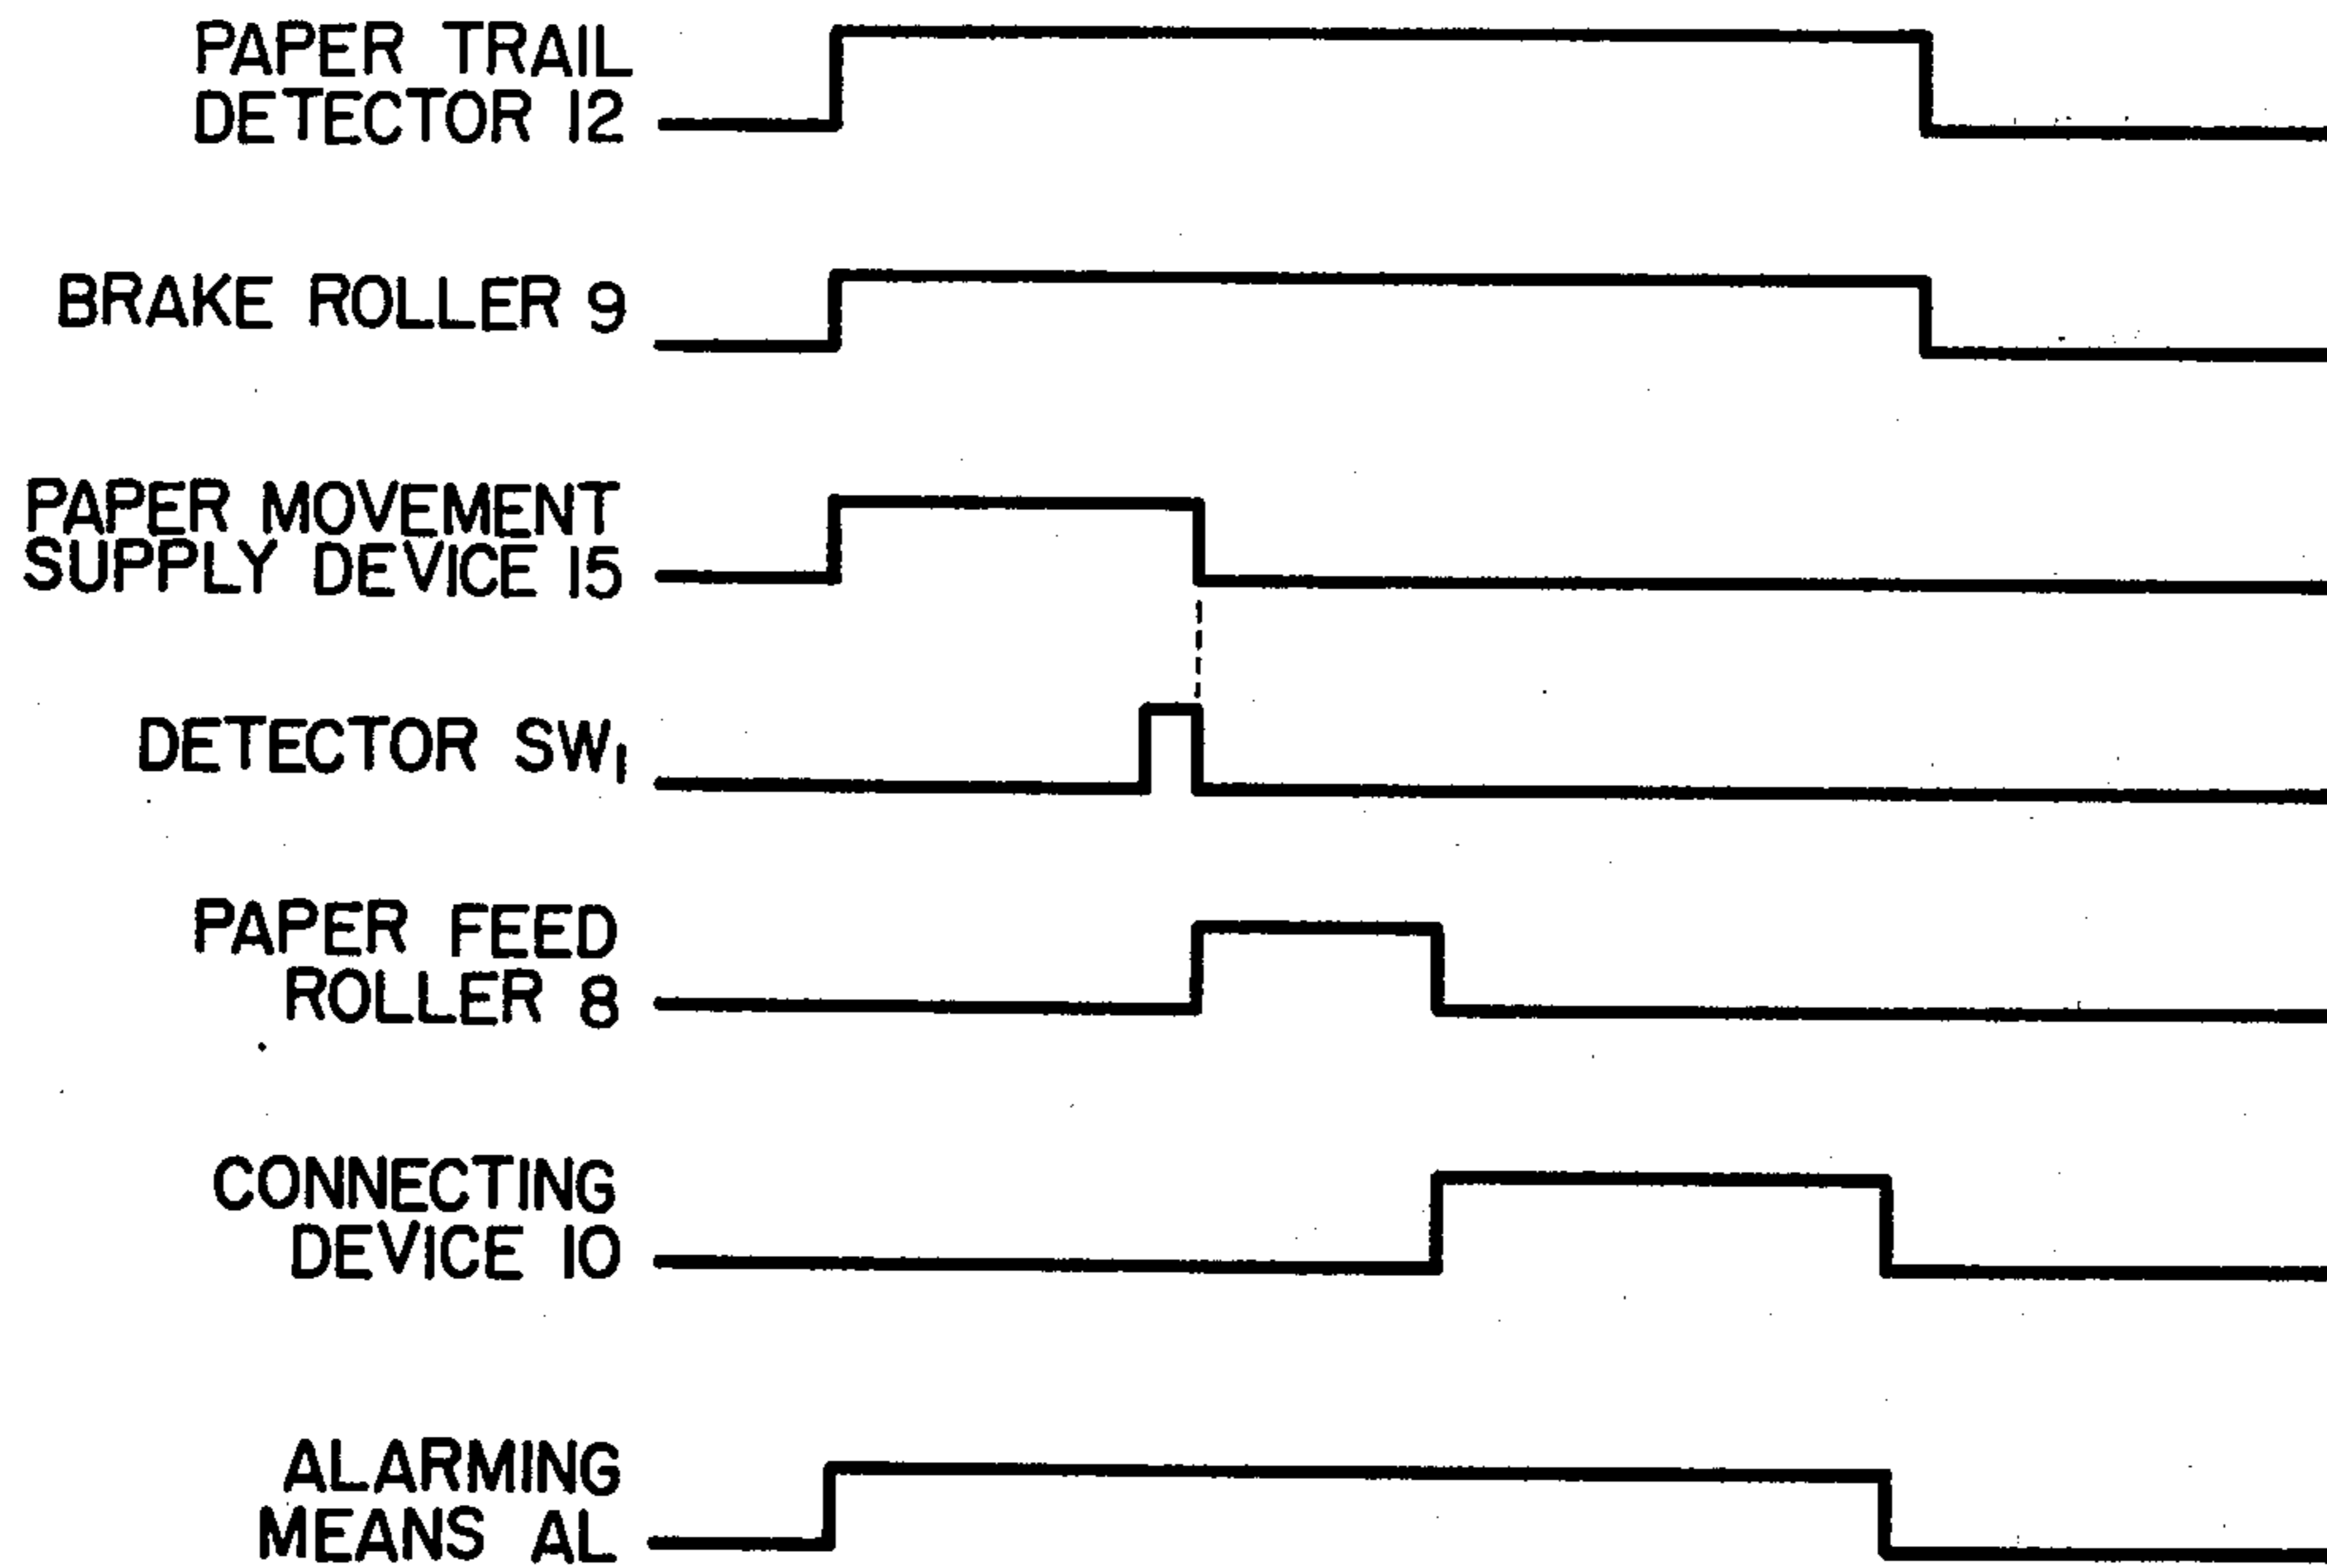 PAPER TRAIL
DETECTOR 12
BRAKE ROLLER 9
PAPER MOVEMENT
SUPPLY DEVICE 15
DETECTOR SW₁
PAPER FEED
ROLLER 8
CONNECTING
DEVICE 10
ALARMING
MEANS AL